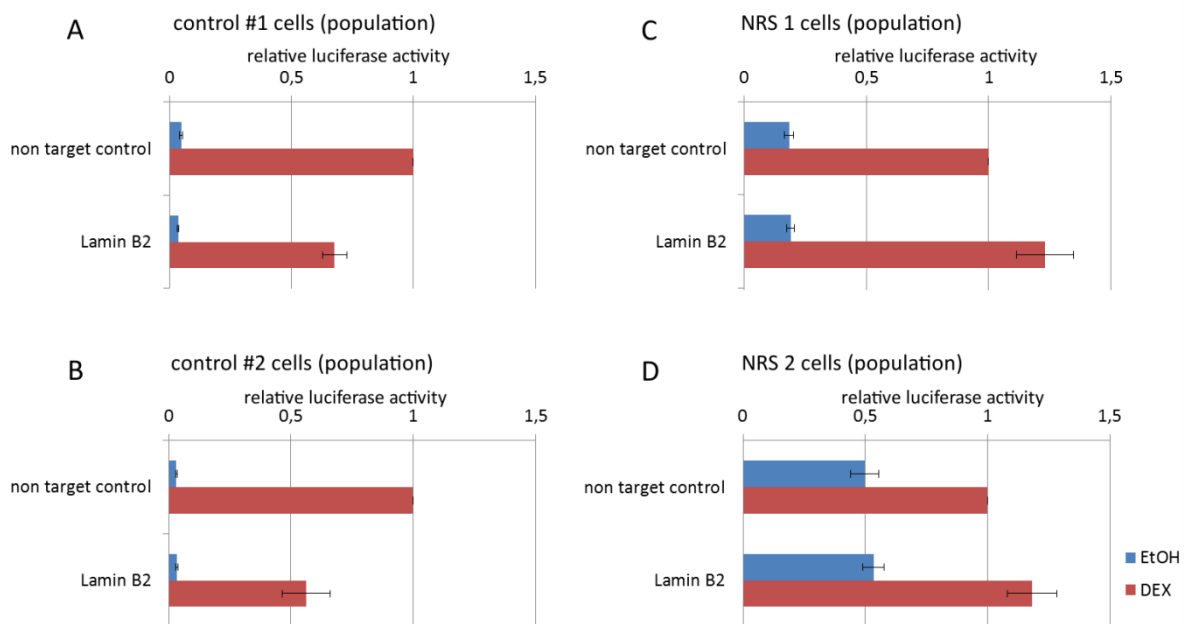 A
control #1 cells (population)
relative luciferase activity
0 0,5 1 1,5
non target control
Lamin B2
C
NRS 1 cells (population)
relative luciferase activity
0 0,5 1 1,5
non target control
Lamin B2
B
control #2 cells (population)
relative luciferase activity
0 0,5 1 1,5
non target control
Lamin B2
D
NRS 2 cells (population)
relative luciferase activity
0 0,5 1 1,5
non target control
Lamin B2
EtOH
DEX